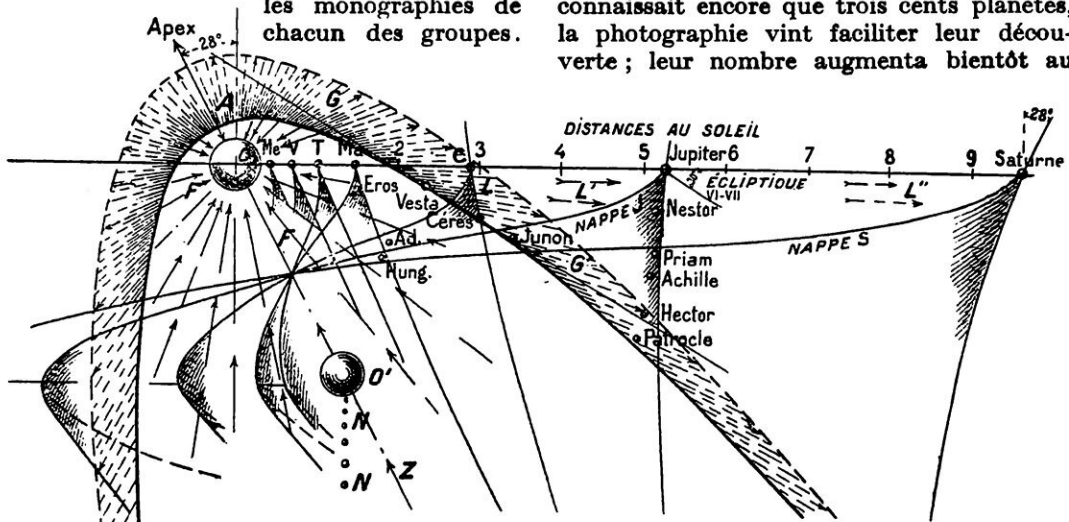 les monographies de
chacun des groupes.
connaissait encore que trois cents planètes,
la photographie vint faciliter leur décou-
verte ; leur nombre augmenta bientôt au
Apex
28°
A
G
28°
DISTANCES AU SOLEIL
Me V T Ma 2 3 4 5 Jupiter 6 7 8 9 Saturne
F
Eros
L
L'
ÉCLIPTIQUE
VI-VII
L"
Vesta
Cérès
NAPPE J
Nestor
F
Ad.
Junon
NAPPE S
Hung.
G
Priam
Achille
Hector
Patrocle
O'
N
Z
N